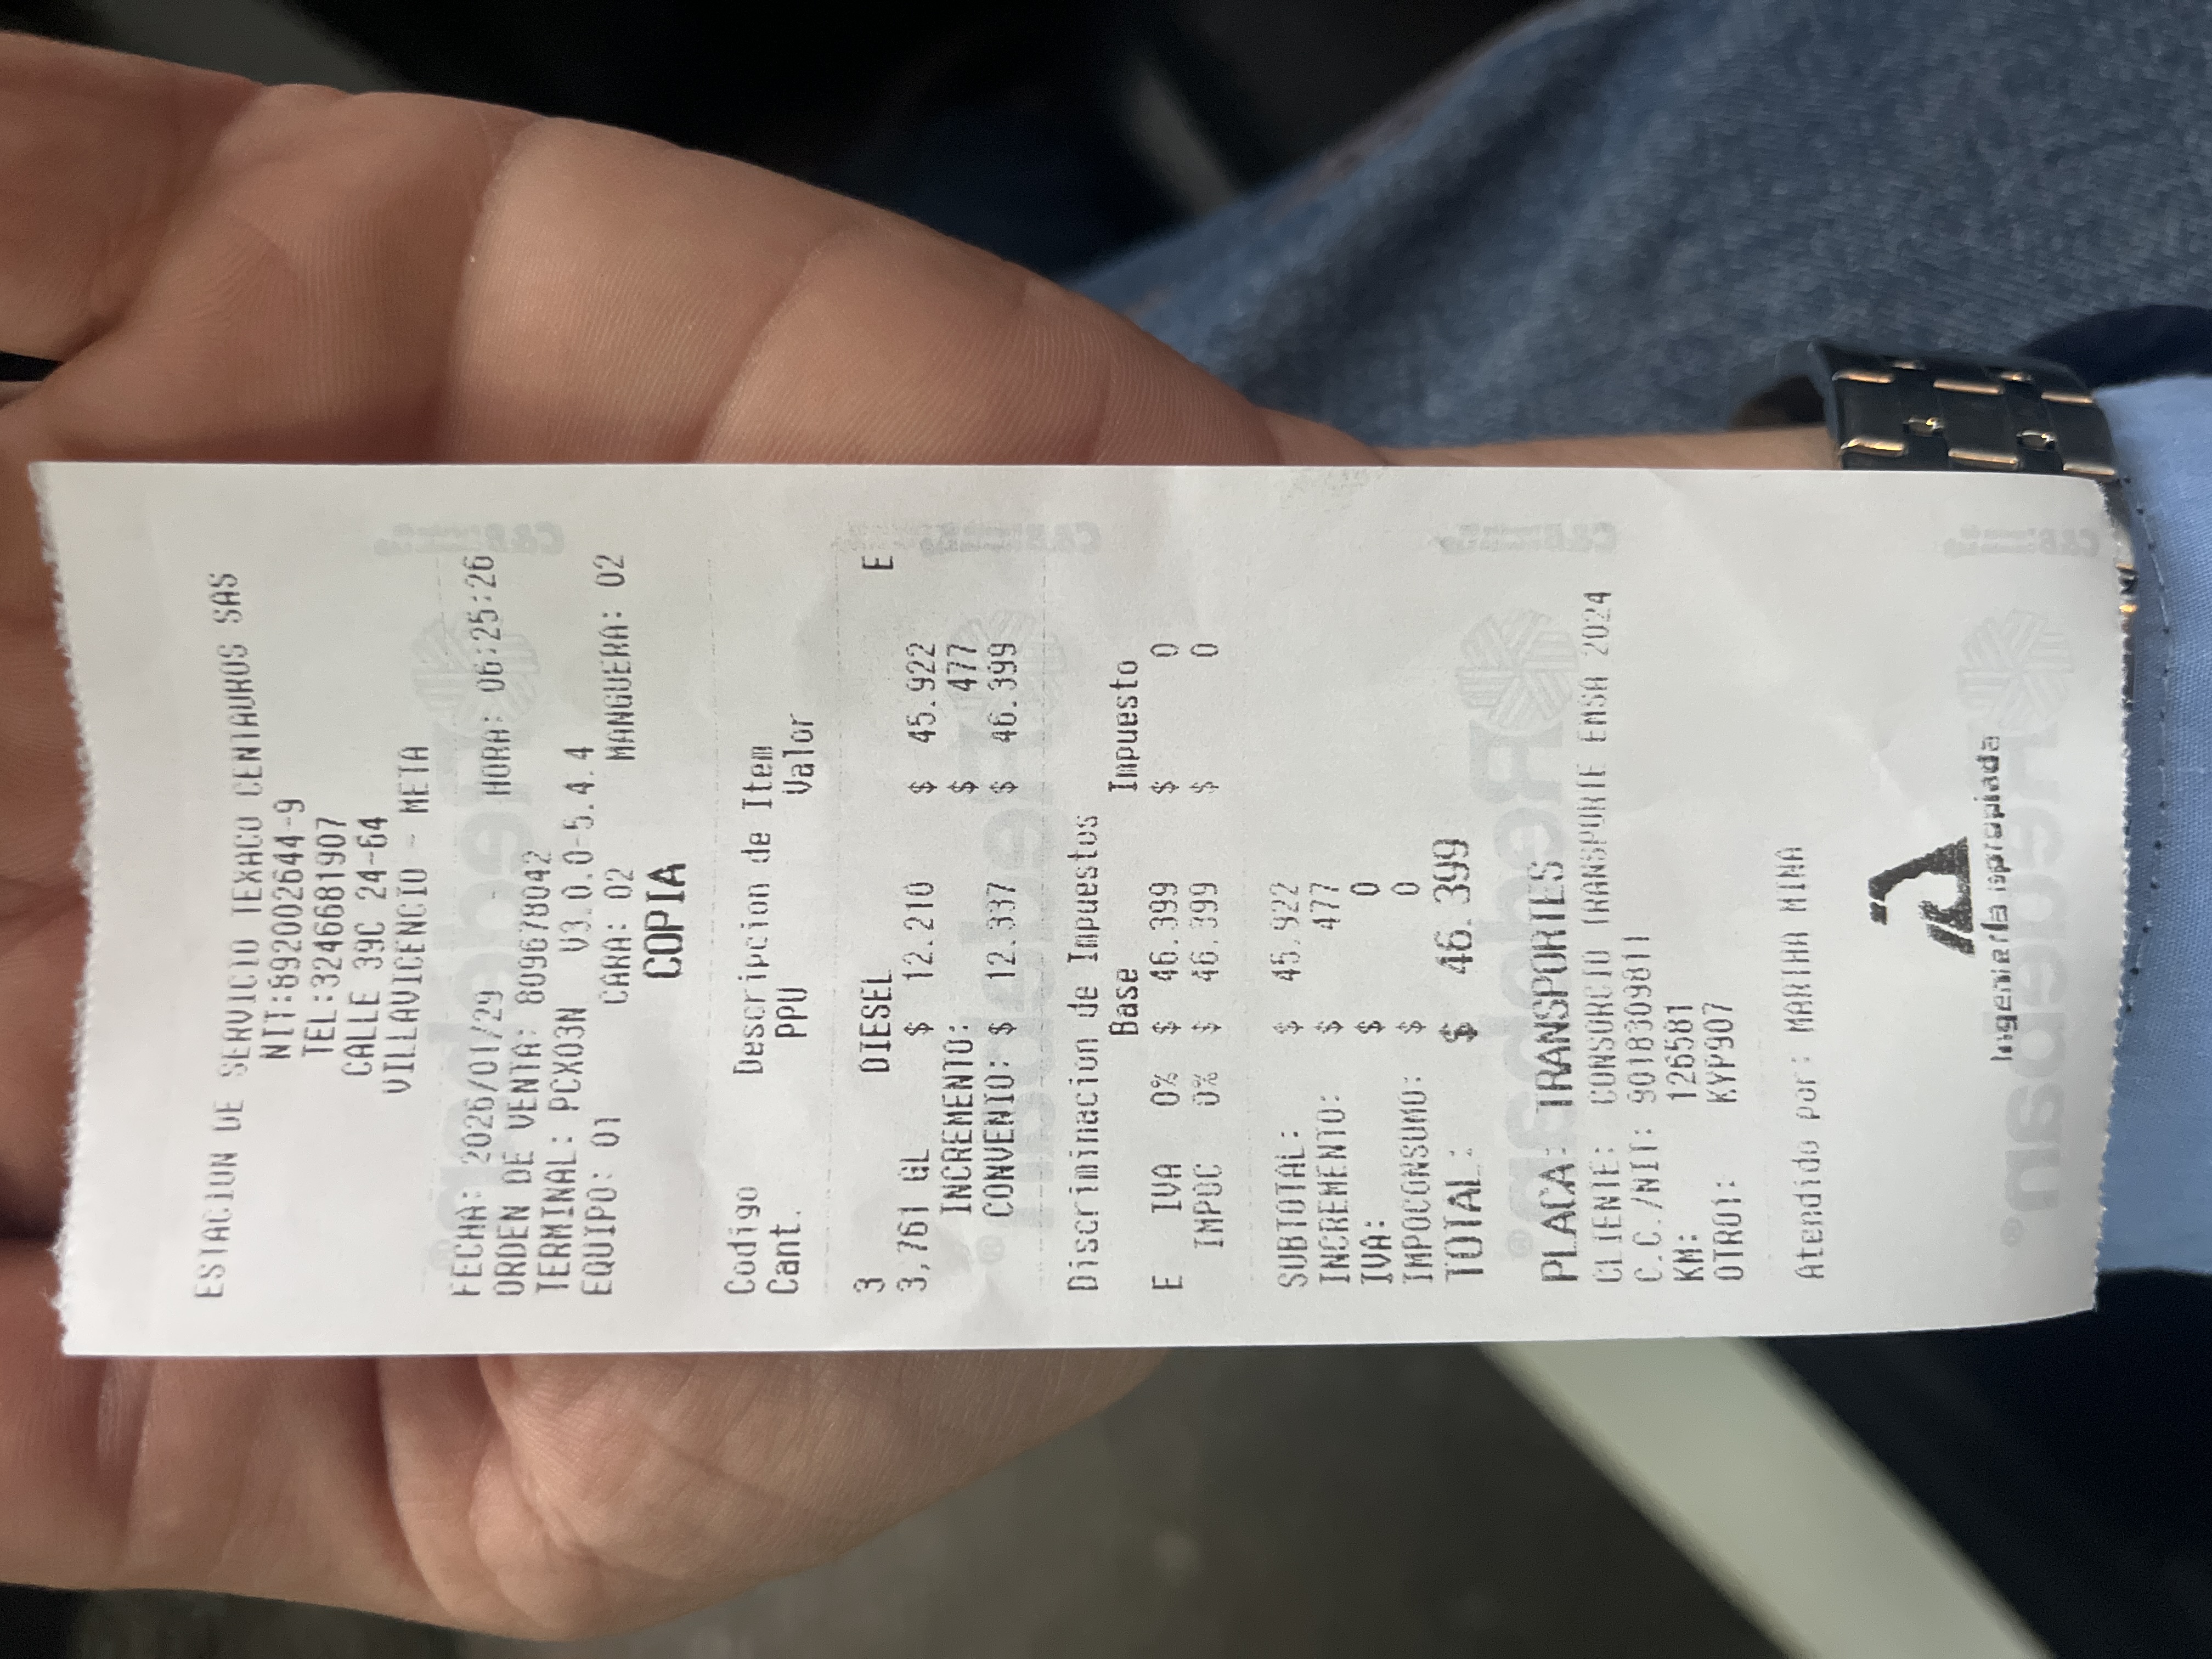 ESTACION DE SERVICIO TEXACO CENTAUROS SAS
NIT:892002644-9
TEL:3246681907
CALLE 39C 24-64
VILLAVICENCIO - META
FECHA: 2026/01/29 - HORA: 06:25:26
ORDEN DE VENTA: 809678042
TERMINAL: PCX03N V3.0.0-5.4.4
EQUIPO: 01 CARA: 02 MANGUERA: 02
COPIA
Codigo Descripcion de Item
Cant. PPU Valor
3 DIESEL E
3,761 GL $ 12.210 $ 45.922
INCREMENTO: $ 477
CONVENIO: $ 12.337 $ 46.399
Discriminacion de Impuestos
Base Impuesto
E IVA 0% $ 46.399 $ 0
IMPOC 0% $ 46.399 $ 0
SUBTOTAL: $ 45.922
INCREMENTO: $ 477
IVA: $ 0
IMPOCONSUMO: $ 0
TOTAL: $ 46.399
PLACA: TRANSPORTES
CLIENTE: CONSORCIO TRANSPORTE EMSA 2024
C.C./NIT: 901830981
KM: 126581
OTRO1: KYP907
Atendido por: MARTHA MINA
Ingeniería apropiada
Redeban